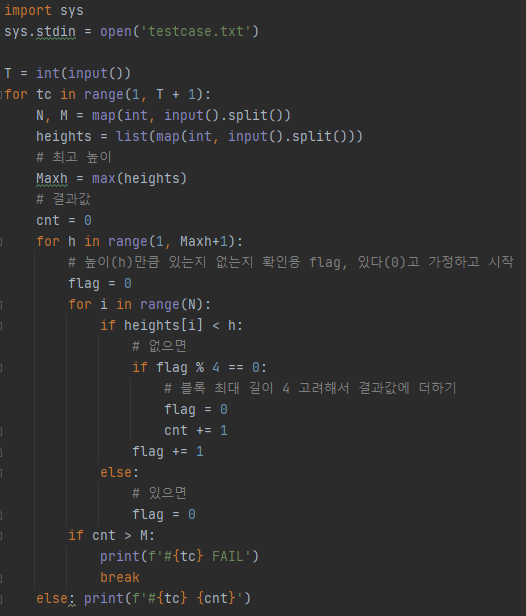 import sys
sys.stdin = open('testcase.txt')

T = int(input())
for tc in range(1, T + 1):
    N, M = map(int, input().split())
    heights = list(map(int, input().split()))
    # 최고 높이
    Maxh = max(heights)
    # 결과값
    cnt = 0
    for h in range(1, Maxh+1):
        # 높이(h)만큼 있는지 없는지 확인용 flag, 있다(0)고 가정하고 시작
        flag = 0
        for i in range(N):
            if heights[i] < h:
                # 없으면
                if flag % 4 == 0:
                    # 블록 최대 길이 4 고려해서 결과값에 더하기
                    flag = 0
                    cnt += 1
                flag += 1
            else:
                # 있으면
                flag = 0
        if cnt > M:
            print(f'#{tc} FAIL')
            break
    else: print(f'#{tc} {cnt}')